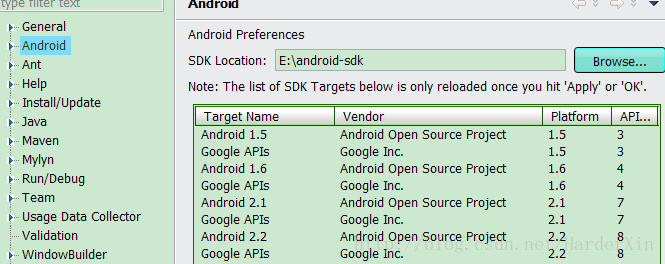 type filter text
General
Android
Ant
Help
Install/Update
Java
Maven
Mylyn
Run/Debug
Team
Usage Data Collector
Validation
WindowBuilder
Android
Android Preferences
SDK Location: E:\android-sdk Browse...
Note: The list of SDK Targets below is only reloaded once you hit 'Apply' or 'OK'.
Target Name Vendor Platform API...
Android 1.5 Android Open Source Project 1.5 3
Google APIs Google Inc. 1.5 3
Android 1.6 Android Open Source Project 1.6 4
Google APIs Google Inc. 1.6 4
Android 2.1 Android Open Source Project 2.1 7
Google APIs Google Inc. 2.1 7
Android 2.2 Android Open Source Project 2.2 8
Google APIs Google Inc. 2.2 8
http://blog.csdn.net/HarderXin